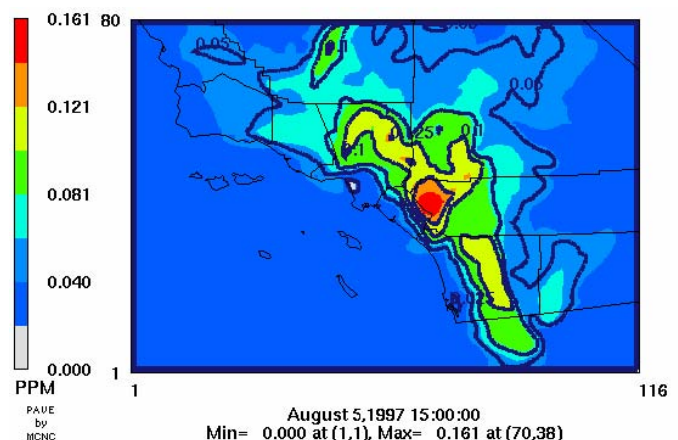 0.161
0.121
0.081
0.040
0.000
PPM
PAVE
by
MCNC
80
1
1
116
0.05
0.1
0.05
0.1
0.1
August 5,1997 15:00:00
Min= 0.000 at (1,1), Max= 0.161 at (70,38)